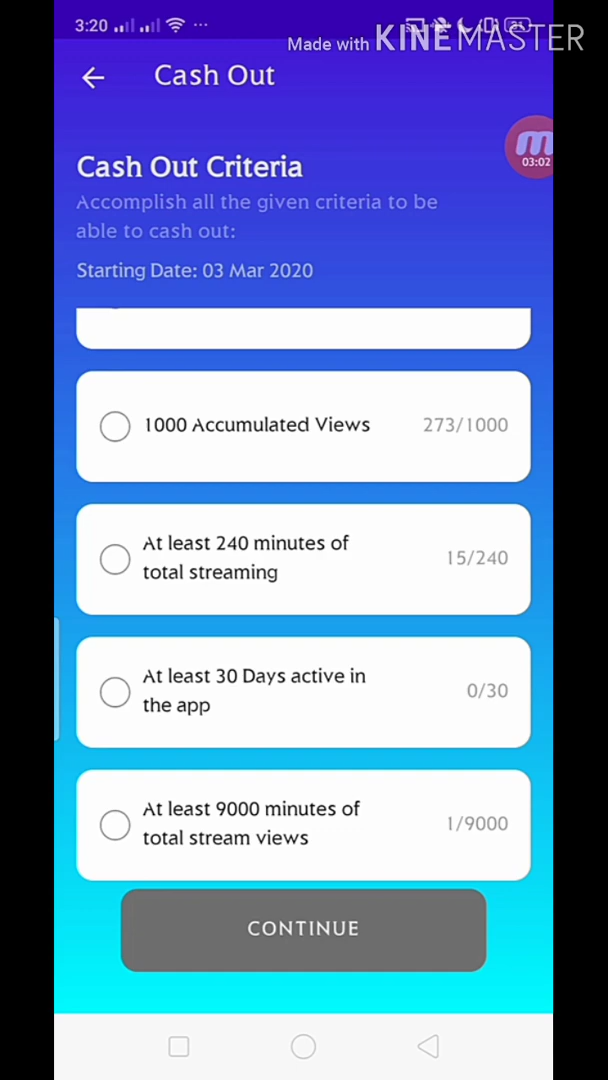 3:20
Made with KINEMASTER
Cash Out
03:02
Cash Out Criteria
Accomplish all the given criteria to be
able to cash out:
Starting Date: 03 Mar 2020
1000 Accumulated Views 273/1000
At least 240 minutes of
total streaming
15/240
At least 30 Days active in
the app
0/30
At least 9000 minutes of
total stream views
1/9000
CONTINUE